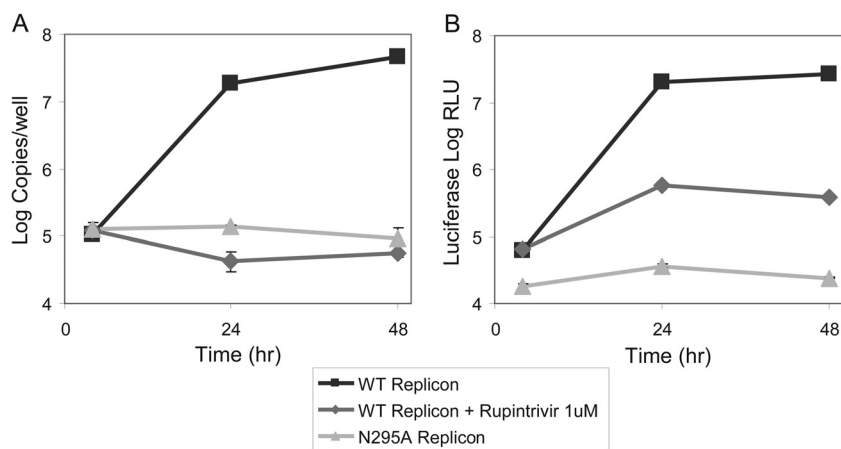 A
8
7
6
5
4
Log Copies/well
0
24
48
Time (hr)
B
8
7
6
5
4
Luciferase Log RLU
0
24
48
Time (hr)
WT Replicon
WT Replicon + Rupintrivir 1uM
N295A Replicon